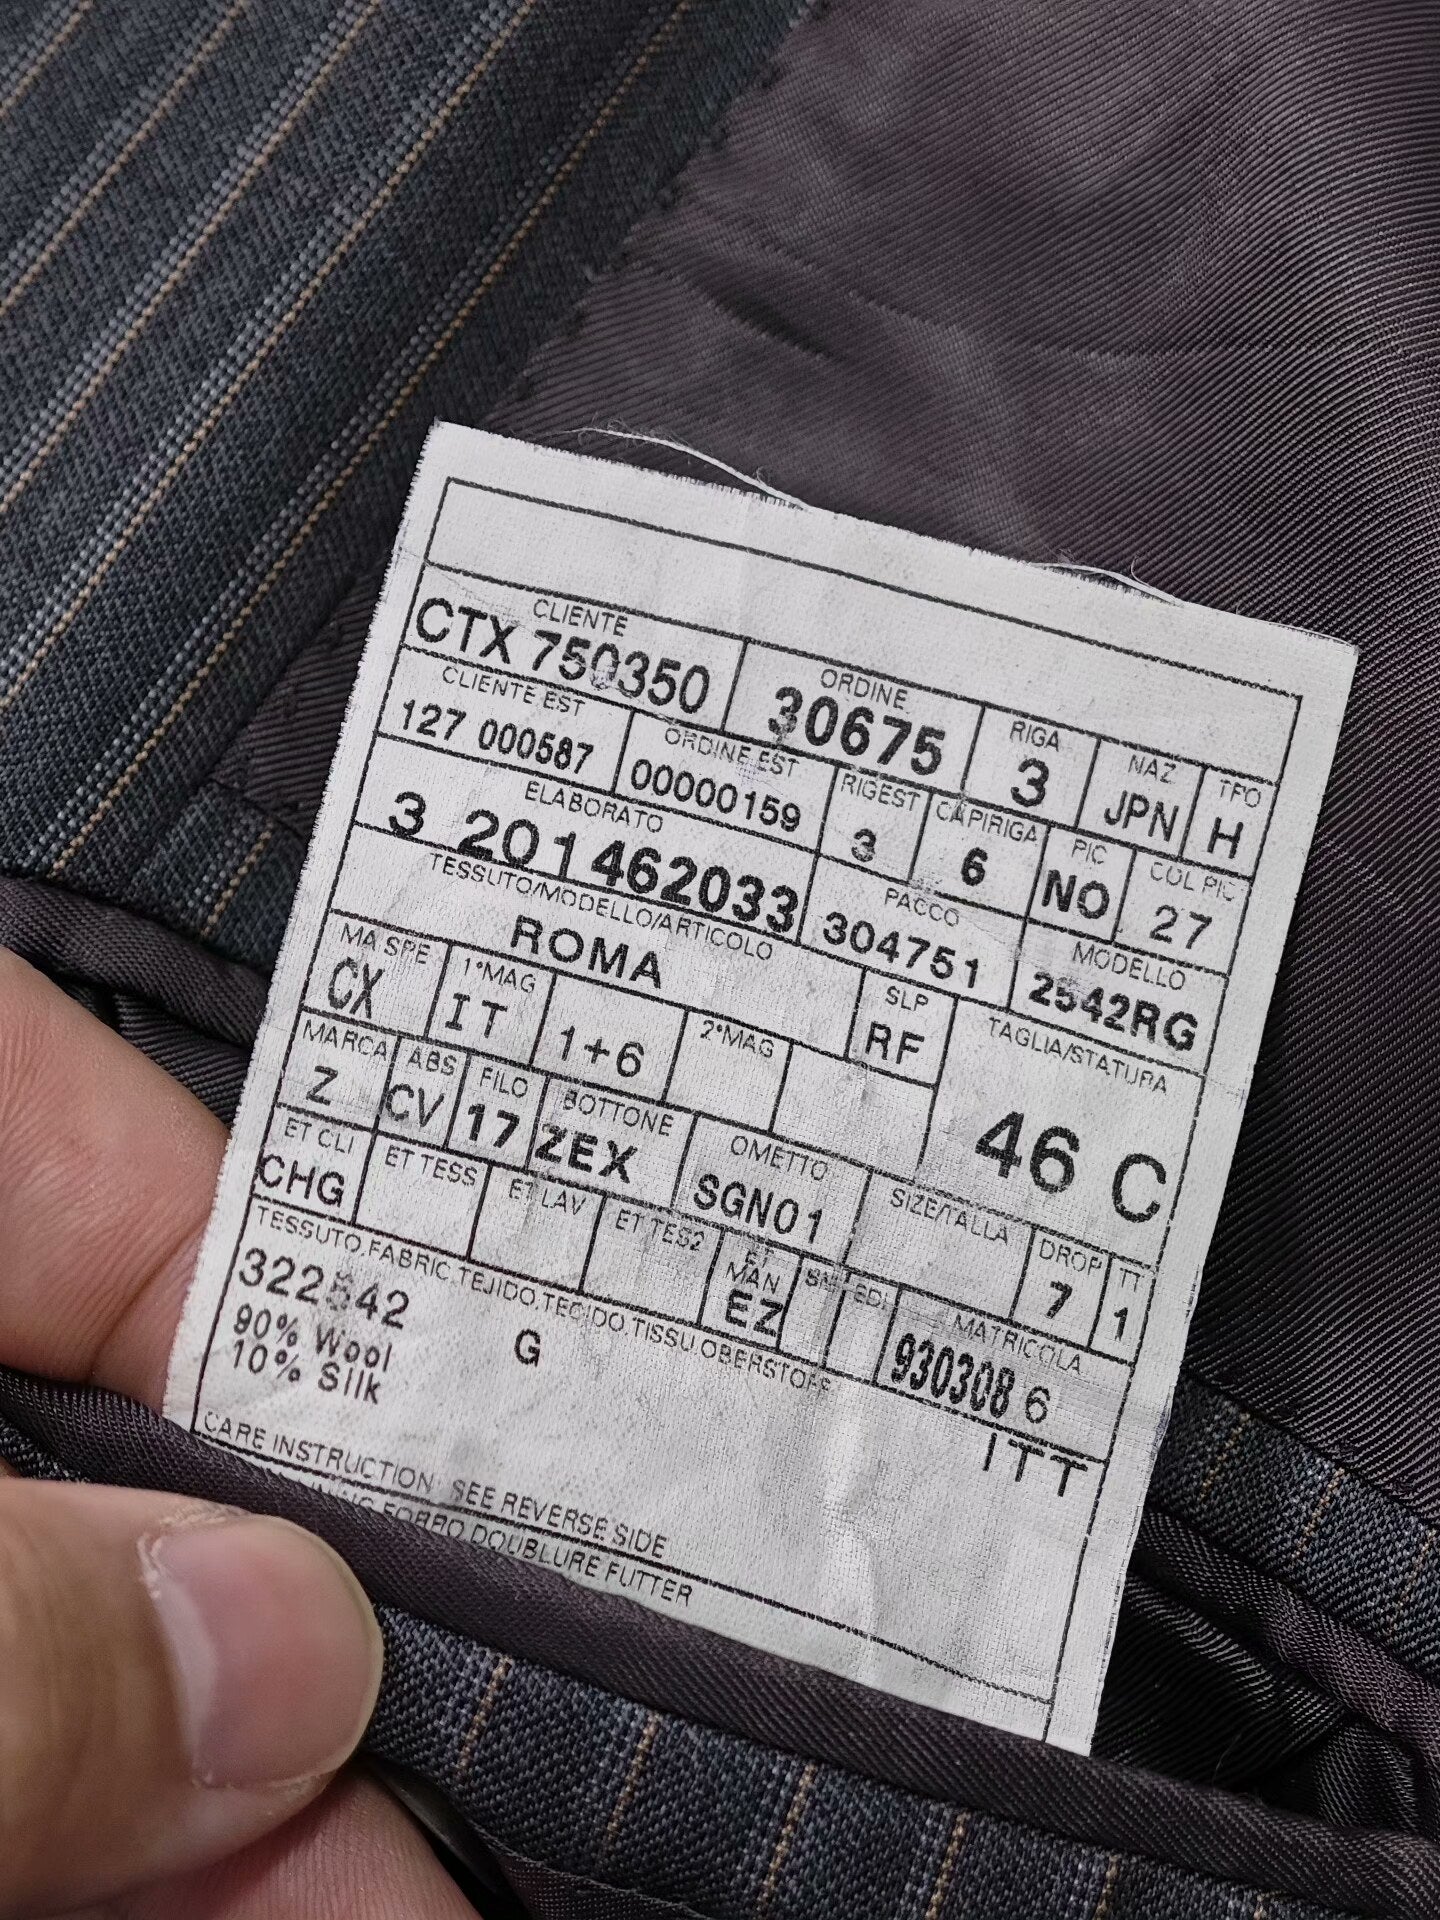 CLIENTE ORDINE RIGA NAZ TPO
CTX 750350 30675 3 JPN H
CLIENTE EST ORDINE EST RIGEST CAPIRIGA PIC COL PIC
127 000587 00000159 3 6 NO 27
ELABORATO PACCO MODELLO
3 201462033 304751 2542RG
TESSUTO/MODELLO/ARTICOLO SLP TAGLIA/STATURA
ROMA RF 46 C
MA SPE 1°MAG 2°MAG
CX IT 1+6
MARCA ABS FILO BOTTONE OMETTO SIZE/TALLA DROP TT
Z CV 17 ZEX SGN01 7 1
ET CLI ET TESS ET LAV ET TES2 ET MAN MATRICOLA
CHG EZ 930308 6
TESSUTO,FABRIC,TEJIDO,TECIDO,TISSU OBERSTOFF
322542 G ITT
90% Wool
10% Silk
CARE INSTRUCTION: SEE REVERSE SIDE
FORRO DOUBLURE FUTTER